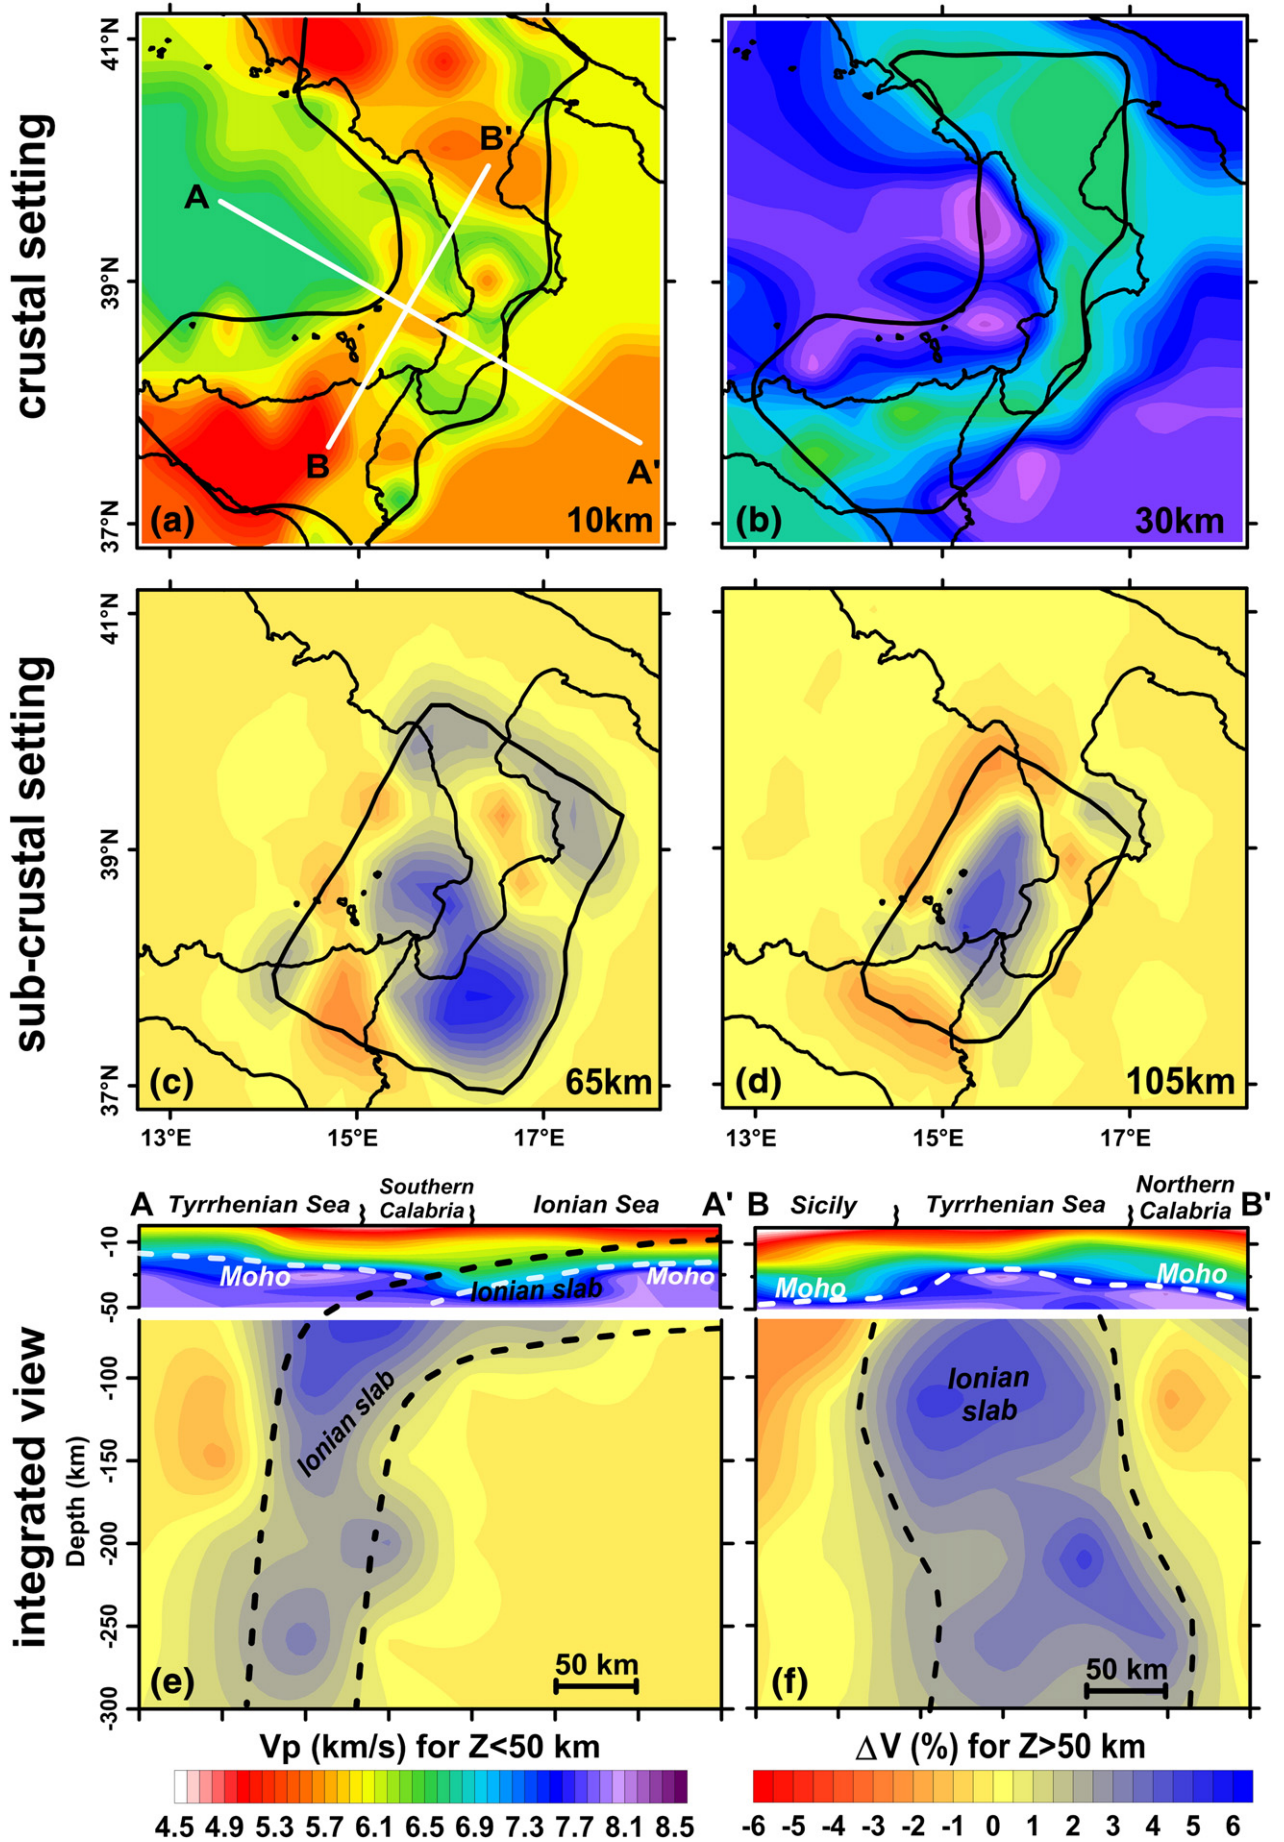 crustal setting
41°N
39°N
37°N
A
B'
B
A'
(a)
10km
(b)
30km
sub-crustal setting
41°N
39°N
37°N
(c)
65km
(d)
105km
13°E
15°E
17°E
13°E
15°E
17°E
integrated view
A
Tyrrhenian Sea
Southern
Calabria
Ionian Sea
A'
B
Sicily
Tyrrhenian Sea
Northern
Calabria
B'
-10
-50
-100
-150
-200
-250
-300
Depth (km)
Moho
Ionian slab
Moho
Ionian slab
(e)
50 km
Moho
Moho
Ionian
slab
(f)
50 km
Vp (km/s) for Z<50 km
4.5 4.9 5.3 5.7 6.1 6.5 6.9 7.3 7.7 8.1 8.5
ΔV (%) for Z>50 km
-6 -5 -4 -3 -2 -1 0 1 2 3 4 5 6